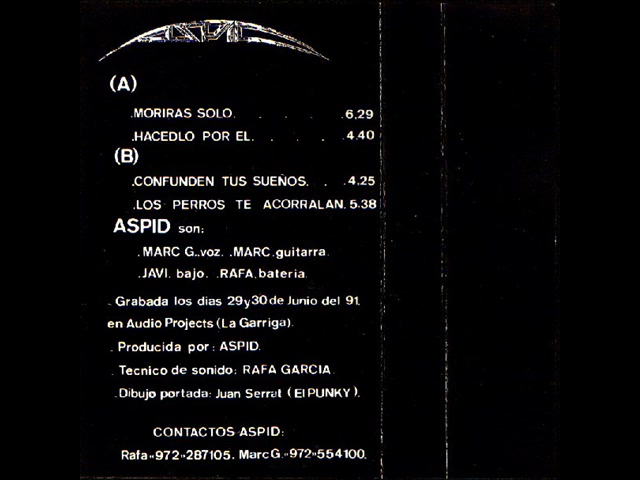 ASPID
(A)
.MORIRAS SOLO. . . . .6,29
.HACEDLO POR EL. . . . .4,40
(B)
.CONFUNDEN TUS SUEÑOS. . .4,25
.LOS PERROS TE ACORRALAN.5,38
ASPID son:
.MARC G..voz. .MARC.guitarra.
.JAVI. bajo. .RAFA.bateria.
.Grabada los dias 29y30de Junio del 91.
en Audio Projects (La Garriga).
.Producida por: ASPID.
.Tecnico de sonido: RAFA GARCIA.
.Dibujo portada: Juan Serrat (El PUNKY).
CONTACTOS ASPID:
Rafa«972»287105. Marc G.«972»554100.